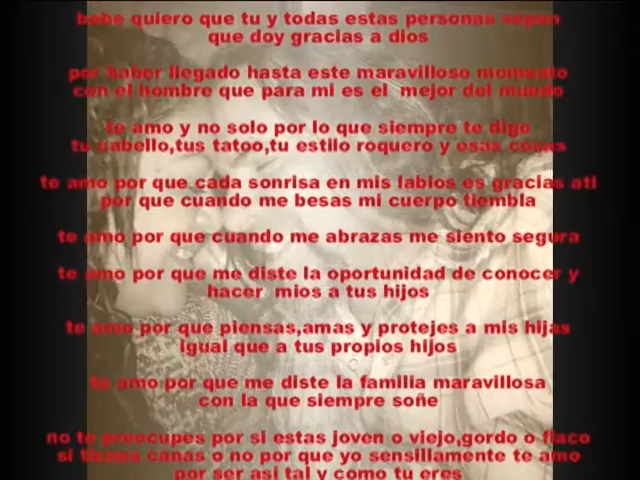 bebe quiero que tu y todas estas personas sepan
que doy gracias a dios
por haber llegado hasta este maravilloso momento
con el hombre que para mi es el mejor del mundo
te amo y no solo por lo que siempre te digo
tu cabello,tus tatoo,tu estilo roquero y esas cosas
te amo por que cada sonrisa en mis labios es gracias ati
por que cuando me besas mi cuerpo tiembla
te amo por que cuando me abrazas me siento segura
te amo por que me diste la oportunidad de conocer y
hacer mios a tus hijos
te amo por que piensas,amas y protejes a mis hijas
igual que a tus propios hijos
te amo por que me diste la familia maravillosa
con la que siempre soñe
no te preocupes por si estas joven o viejo,gordo o flaco
si tienes canas o no por que yo sensillamente te amo
por ser asi tal y como tu eres